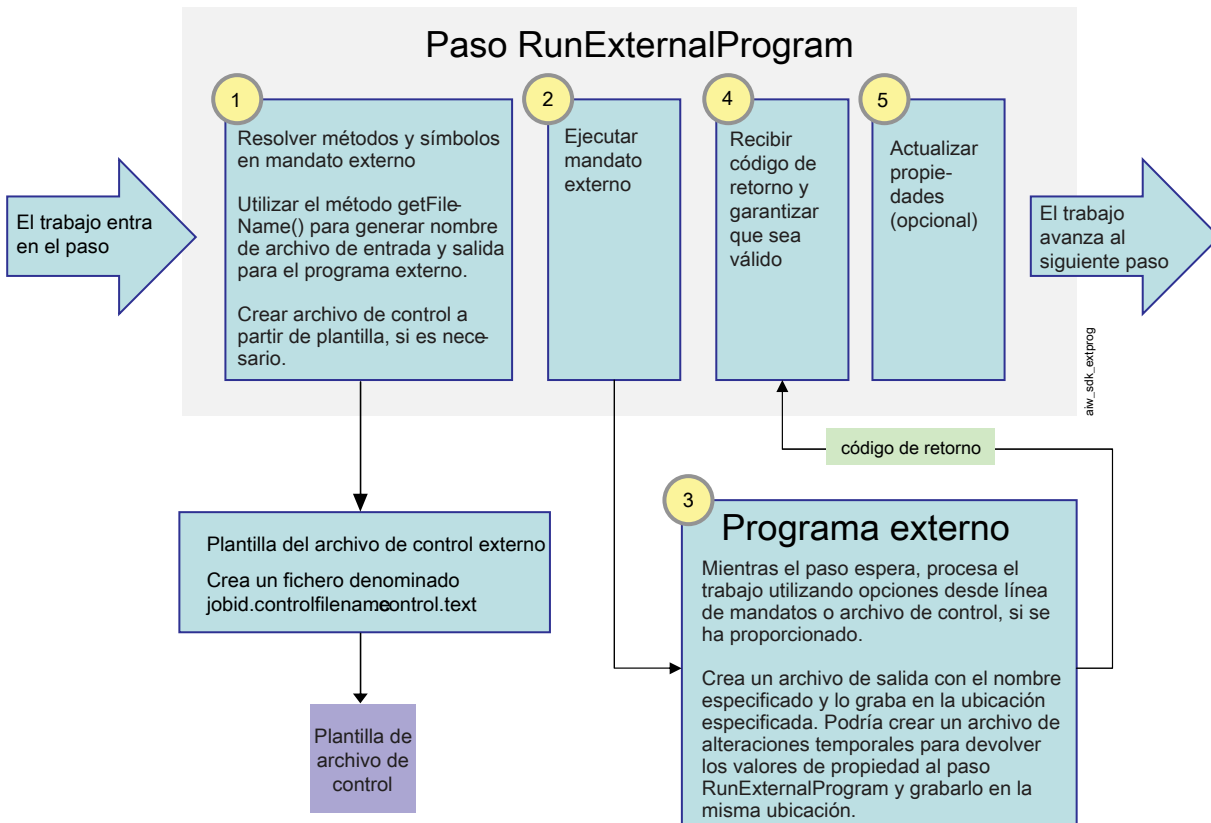 Paso RunExternalProgram
El trabajo entra
en el paso
1
Resolver métodos y símbolos
en mandato externo
Utilizar el método getFile-
Name() para generar nombre
de archivo de entrada y salida
para el programa externo.
Crear archivo de control a
partir de plantilla, si es nece-
sario.
2
Ejecutar
mandato
externo
4
Recibir
código de
retorno y
garantizar
que sea
válido
5
Actualizar
propie-
dades
(opcional)
El trabajo
avanza al
siguiente paso
aiw_sdk_extprog
código de retorno
Plantilla del archivo de control externo
Crea un fichero denominado
jobid.controlfilename.control.text
Plantilla de
archivo de
control
3
Programa externo
Mientras el paso espera, procesa el
trabajo utilizando opciones desde línea
de mandatos o archivo de control, si se
ha proporcionado.
Crea un archivo de salida con el nombre
especificado y lo graba en la ubicación
especificada. Podría crear un archivo de
alteraciones temporales para devolver
los valores de propiedad al paso
RunExternalProgram y grabarlo en la
misma ubicación.